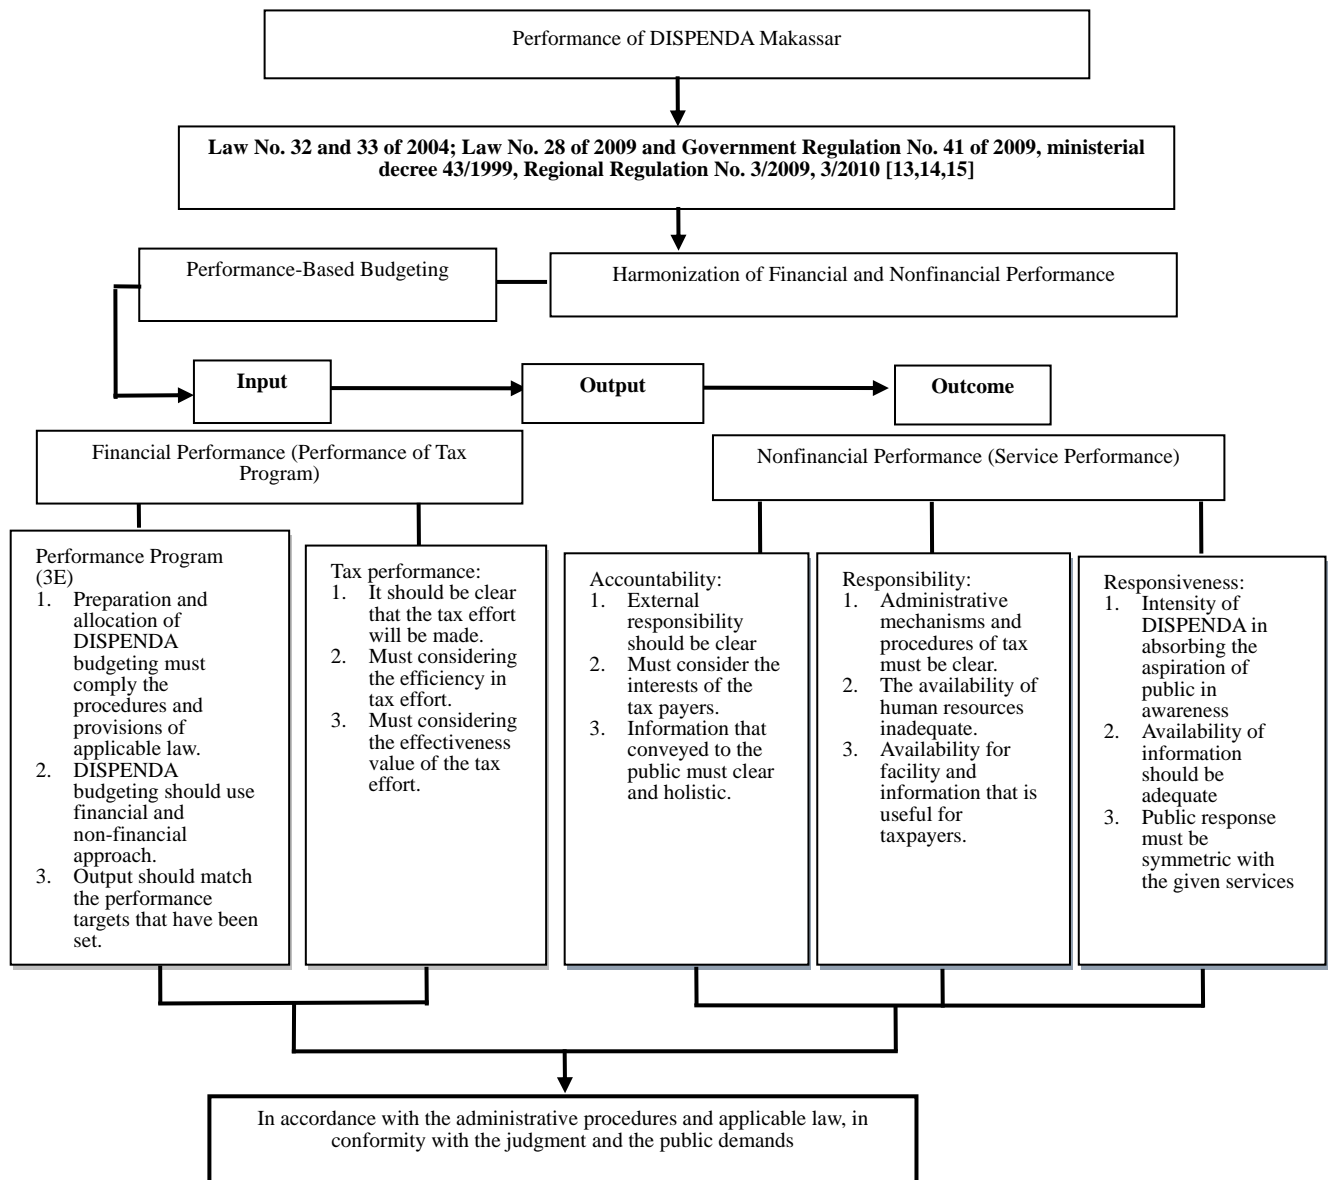 Performance of DISPENDA Makassar
Law No. 32 and 33 of 2004; Law No. 28 of 2009 and Government Regulation No. 41 of 2009, ministerial
decree 43/1999, Regional Regulation No. 3/2009, 3/2010 [13,14,15]
Performance-Based Budgeting
Harmonization of Financial and Nonfinancial Performance
Input
Output
Outcome
Financial Performance (Performance of Tax
Program)
Nonfinancial Performance (Service Performance)
Performance Program
(3E)
1. Preparation and
allocation of
DISPENDA
budgeting must
comply the
procedures and
provisions of
applicable law.
2. DISPENDA
budgeting should use
financial and
non-financial
approach.
3. Output should match
the performance
targets that have been
set.
Tax performance:
1. It should be clear
that the tax effort
will be made.
2. Must considering
the efficiency in
tax effort.
3. Must considering
the effectiveness
value of the tax
effort.
Accountability:
1. External
responsibility
should be clear
2. Must consider the
interests of the
tax payers.
3. Information that
conveyed to the
public must clear
and holistic.
Responsibility:
1. Administrative
mechanisms and
procedures of tax
must be clear.
2. The availability of
human resources
inadequate.
3. Availability for
facility and
information that is
useful for
taxpayers.
Responsiveness:
1. Intensity of
DISPENDA in
absorbing the
aspiration of
public in
awareness
2. Availability of
information
should be
adequate
3. Public response
must be
symmetric with
the given services
In accordance with the administrative procedures and applicable law, in
conformity with the judgment and the public demands